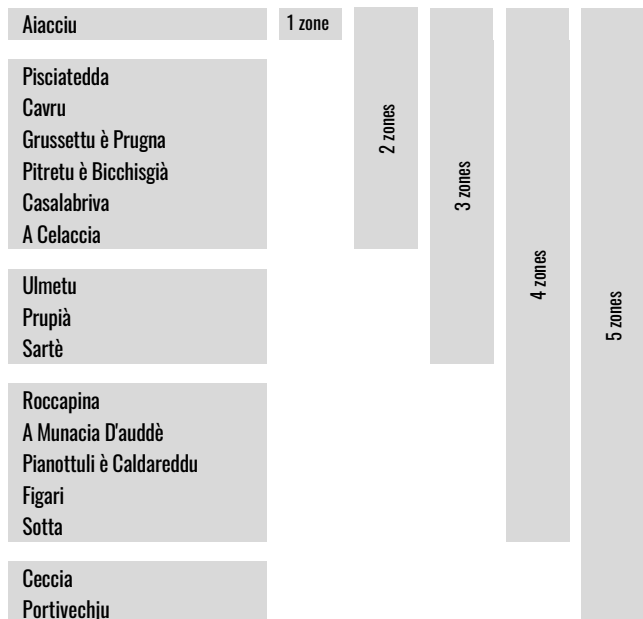 Aiacciu
1 zone
2 zones
3 zones
4 zones
5 zones
Pisciatedda
Cavru
Grussettu è Prugna
Pitretu è Bicchisgià
Casalabriva
A Celaccia
Ulmetu
Prupià
Sartè
Roccapina
A Munacia D'auddè
Pianottuli è Caldareddu
Figari
Sotta
Ceccia
Portivechju